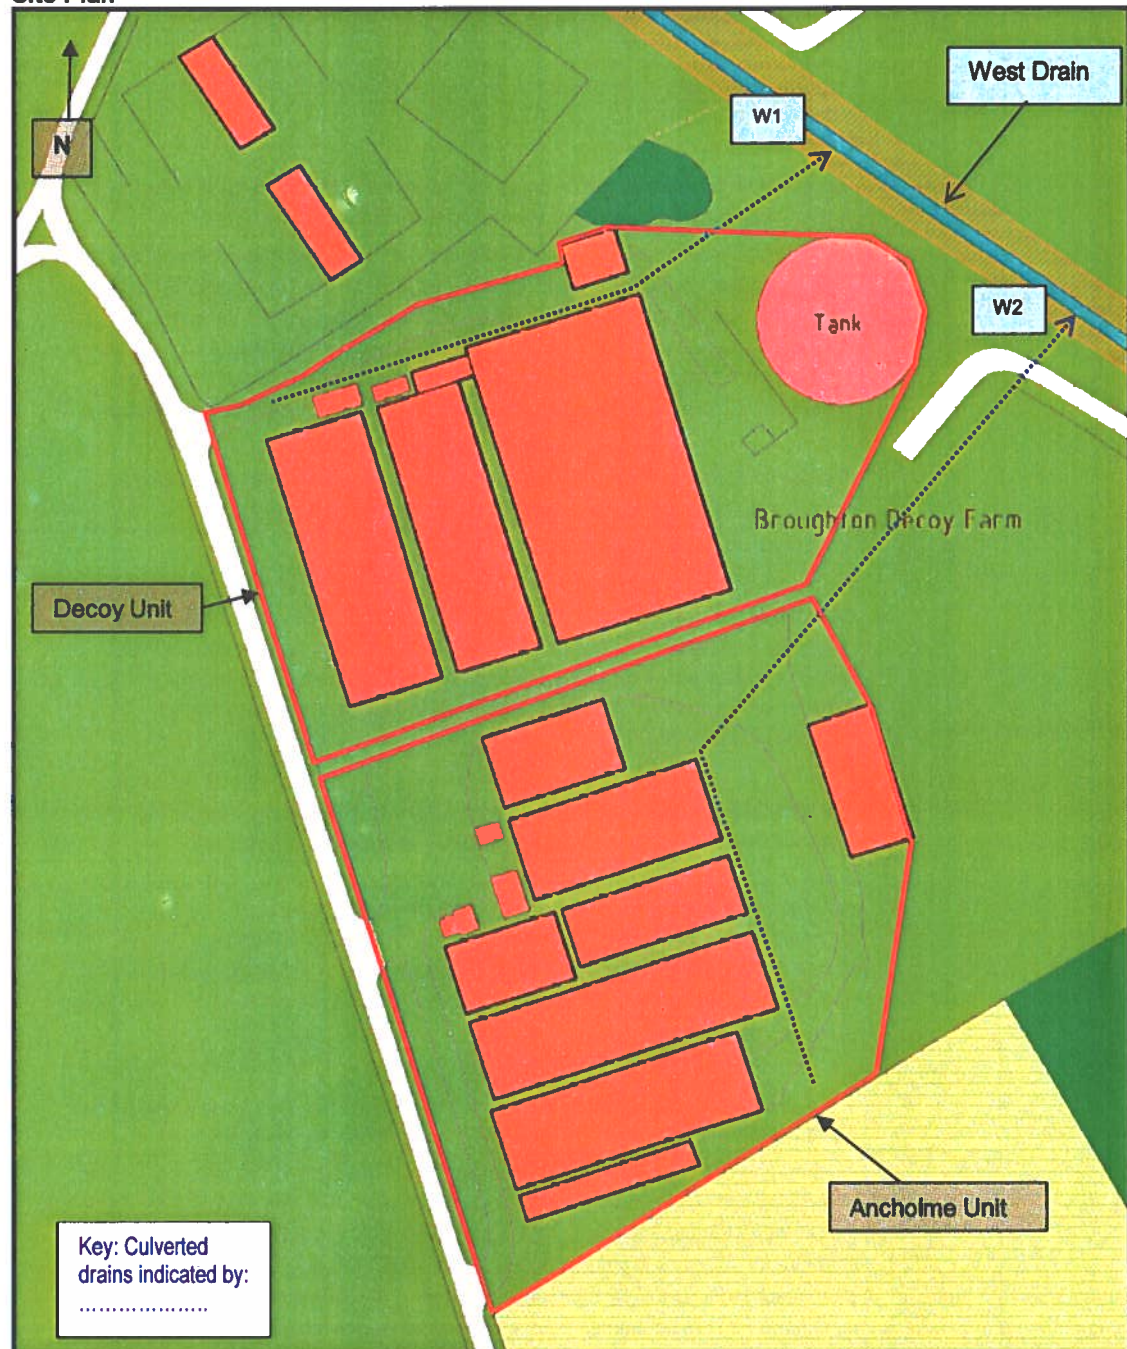 N
West Drain
W1
W2
Tank
Broughton Decoy Farm
Decoy Unit
Ancholme Unit
Key: Culverted
drains indicated by:
....................